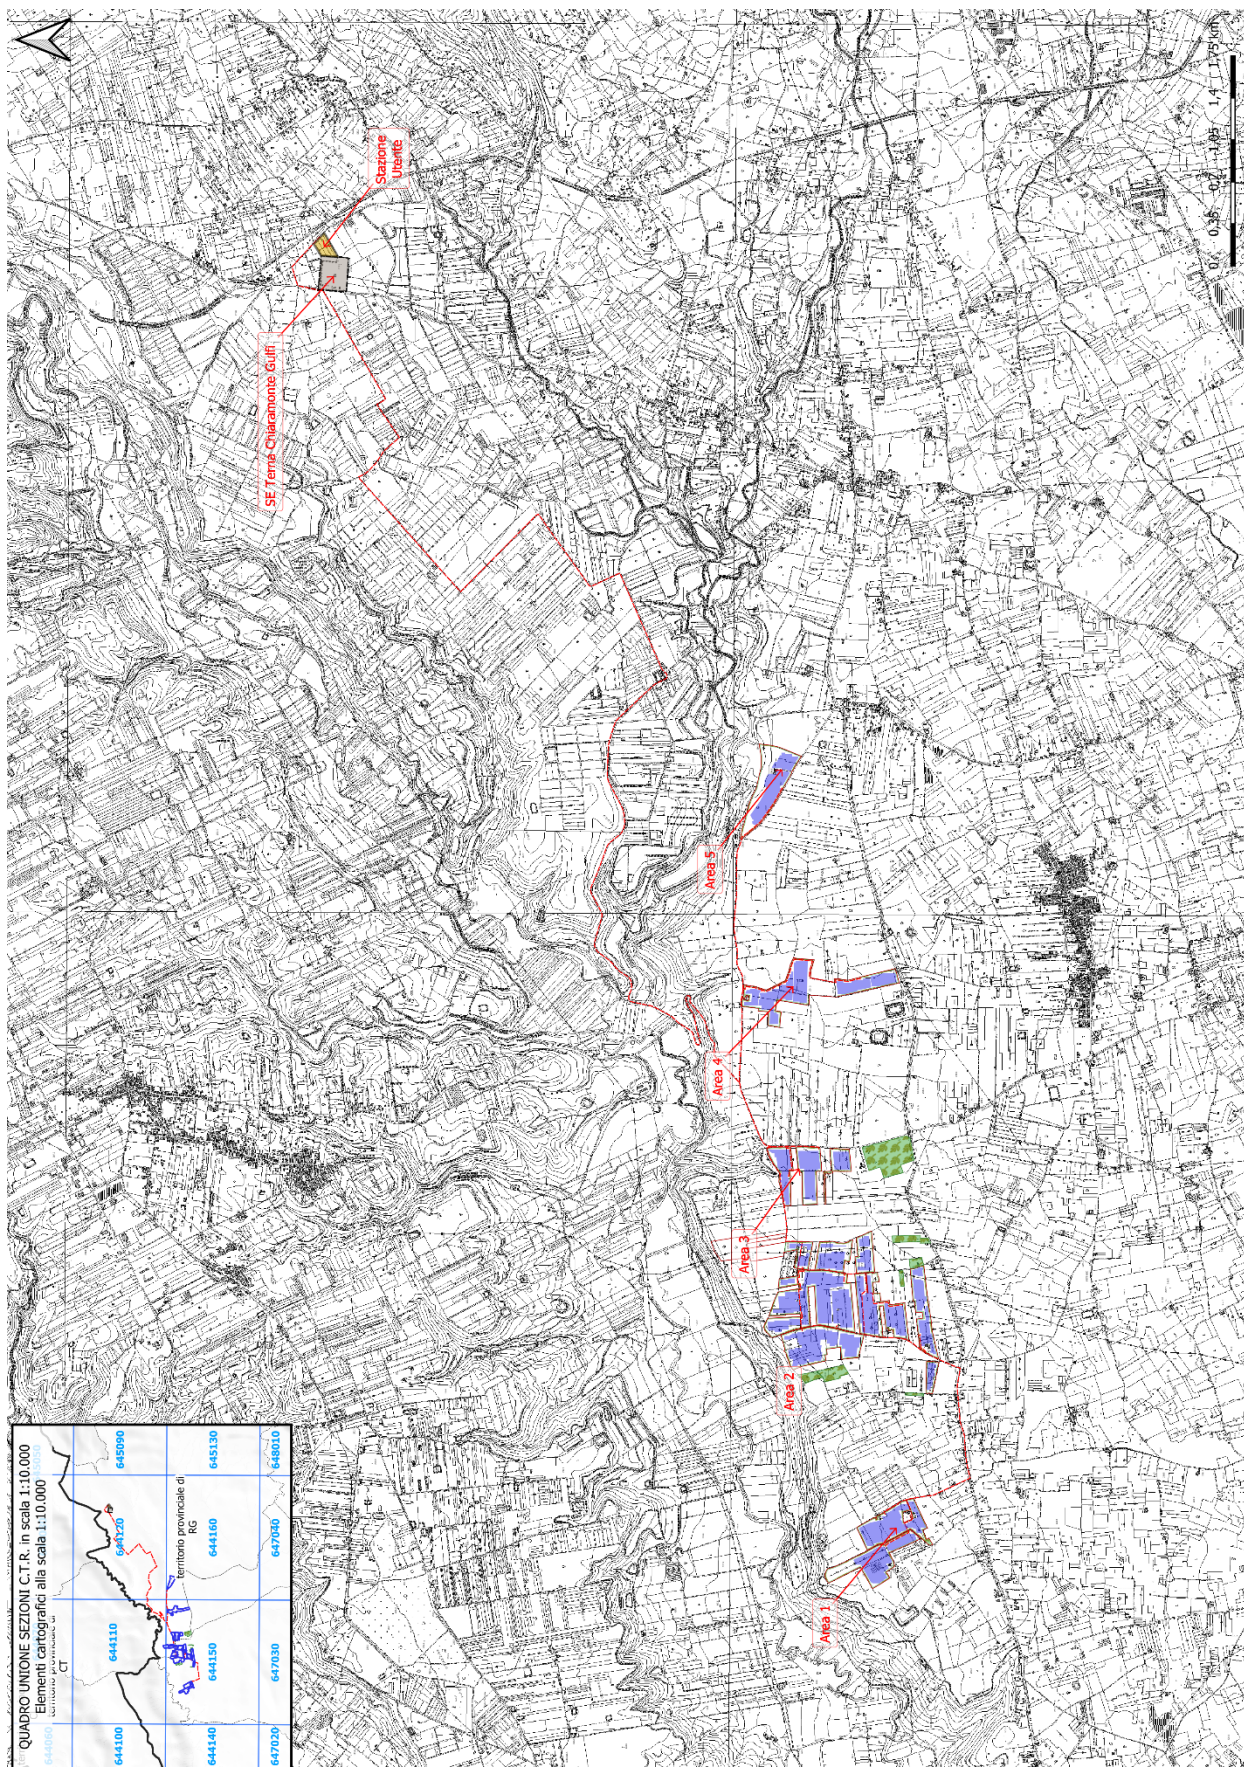 QUADRO UNIONE SEZIONI C.T.R. in scala 1:10.000
Elementi cartografici alla scala 1:10.000
CT
territorio provinciale di
RG
644060
644100
644110
644120
645090
644140
644150
644160
645130
647020
647030
647040
648010
Area 1
Area 2
Area 3
Area 4
Area 5
SE Terna Chiaramonte Gulfi
Stazione
Utente
0 0,35 0,7 1,05 1,4 1,75 km